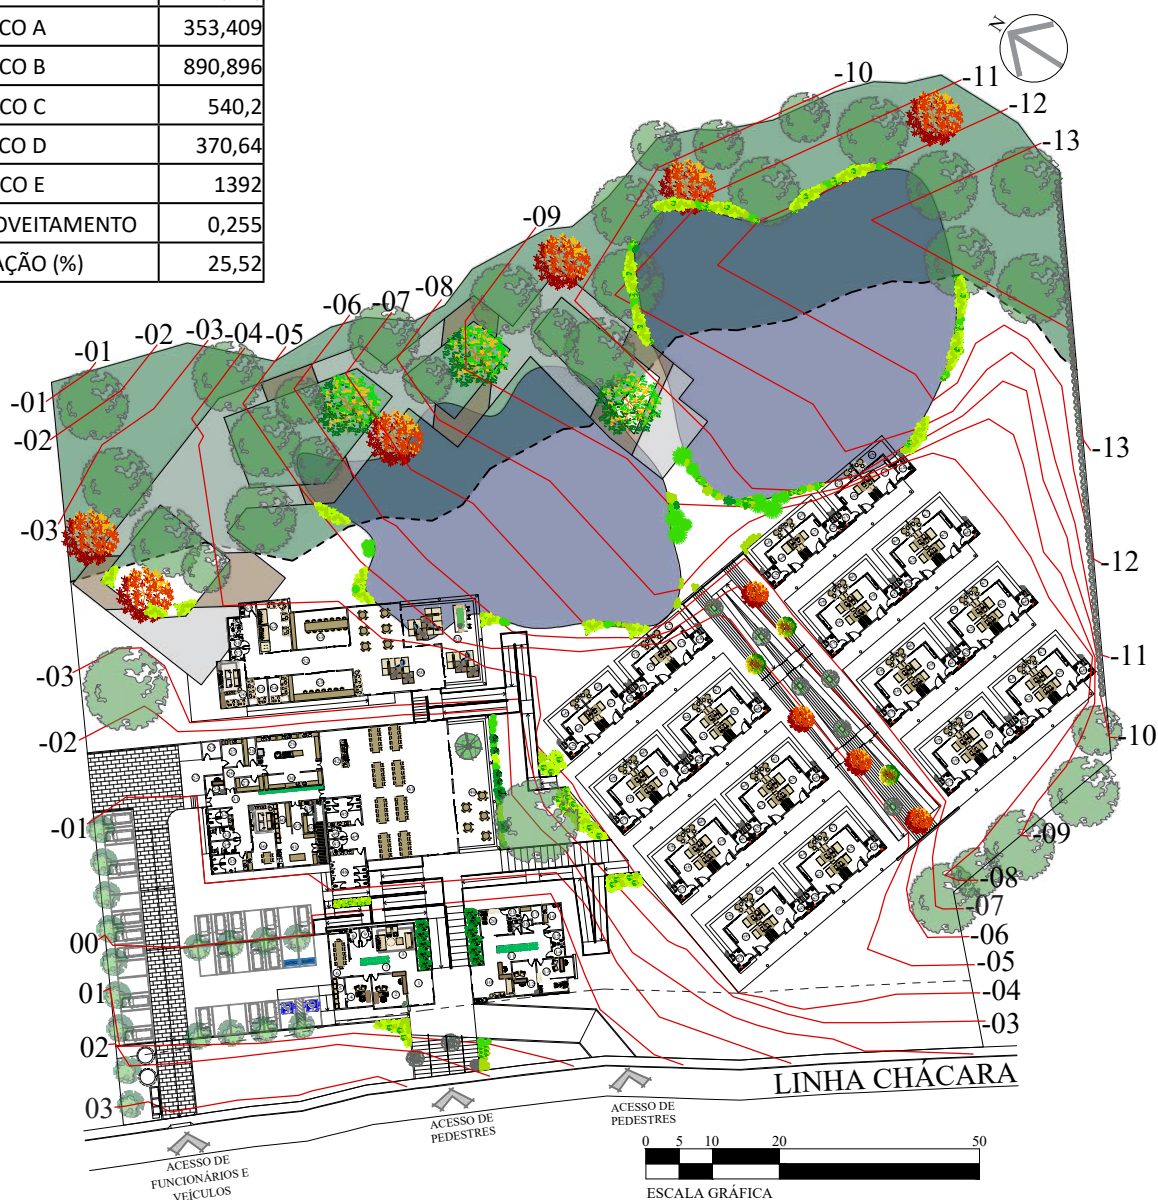 CO A 353,409
CO B 890,896
CO C 540,2
CO D 370,64
CO E 1392
OVEITAMENTO 0,255
AÇÃO (%) 25,52
N
-10
-11
-12
-13
-09
-08
-07
-06
-05
-04
-03
-02
-01
-01
-02
-03
-13
-12
-11
-10
-09
-08
-07
-06
-05
-04
-03
-03
-02
-01
00
01
02
03
LINHA CHÁCARA
ACESSO DE
PEDESTRES
ACESSO DE
PEDESTRES
ACESSO DE
FUNCIONÁRIOS E
VEÍCULOS
0 5 10 20 50
ESCALA GRÁFICA